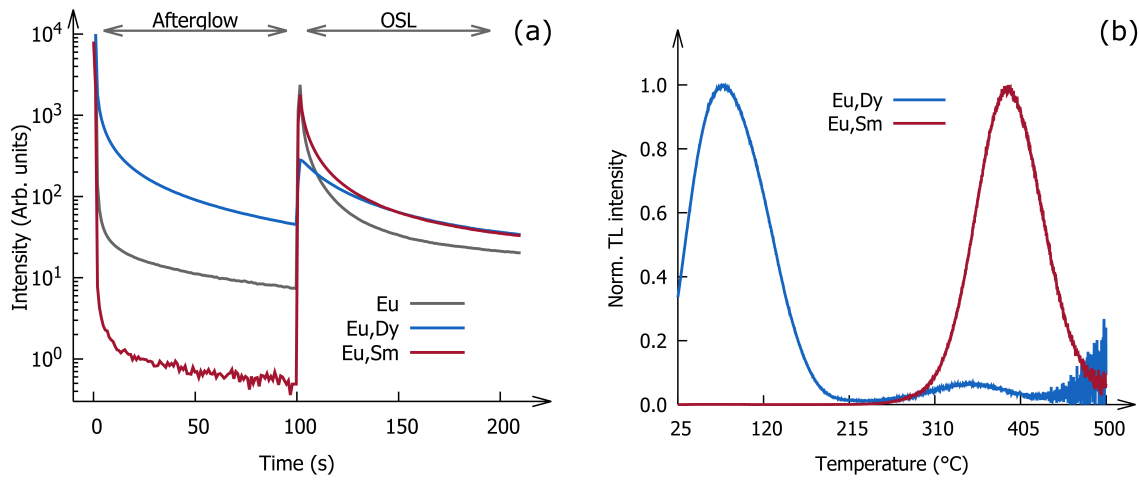 Afterglow OSL (a)
Intensity (Arb. units)
10⁴
10³
10²
10¹
10⁰
Eu
Eu,Dy
Eu,Sm
0 50 100 150 200
Time (s)
(b)
Norm. TL intensity
1.0
0.8
0.6
0.4
0.2
0.0
Eu,Dy
Eu,Sm
25 120 215 310 405 500
Temperature (°C)